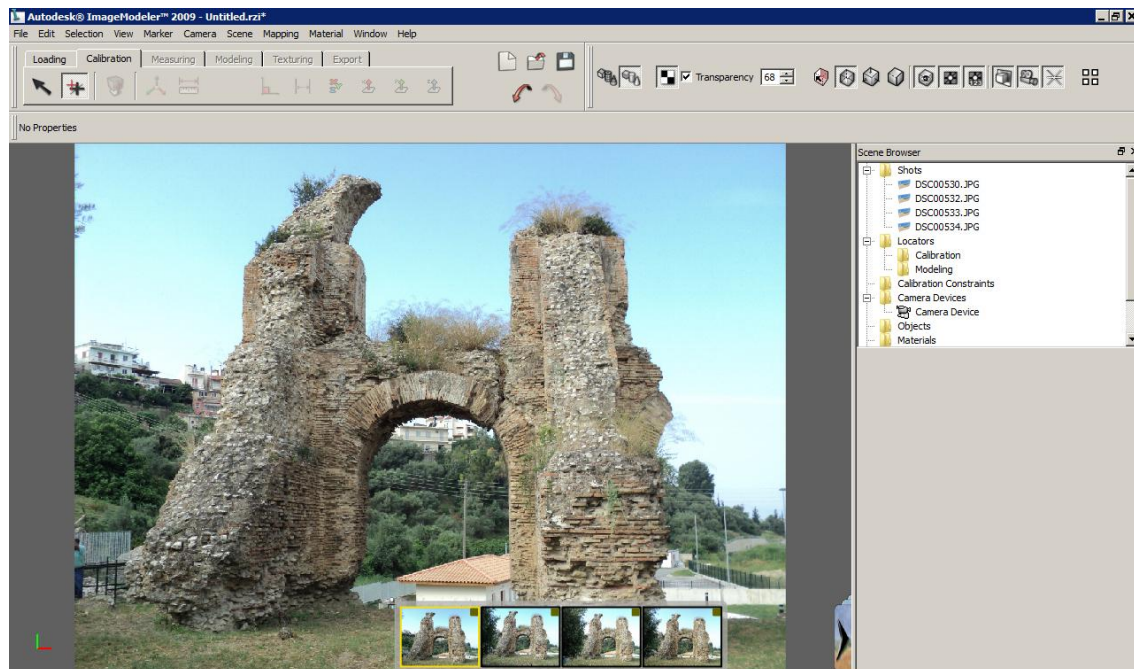 Autodesk® ImageModeler™ 2009 - Untitled.rzi*
File Edit Selection View Marker Camera Scene Mapping Material Window Help
Loading Calibration Measuring Modeling Texturing Export
Transparency 68
No Properties
Scene Browser
Shots
DSC00530.JPG
DSC00532.JPG
DSC00533.JPG
DSC00534.JPG
Locators
Calibration
Modeling
Calibration Constraints
Camera Devices
Camera Device
Objects
Materials